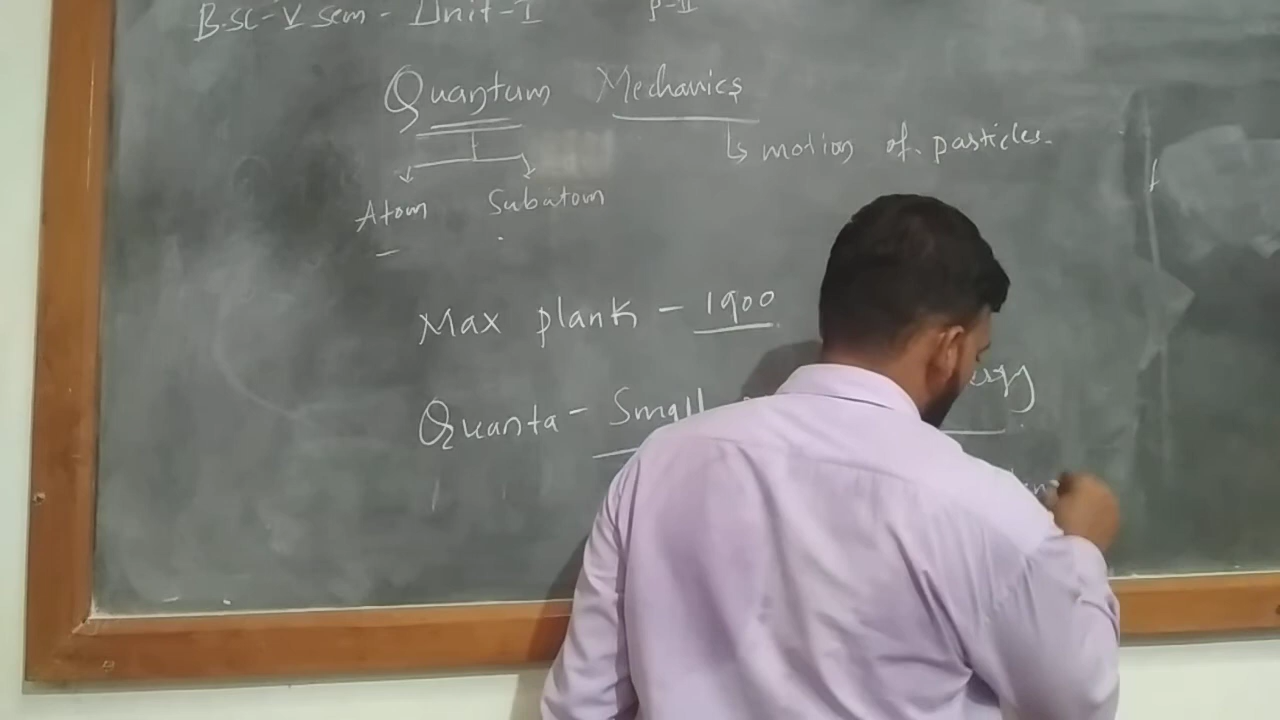 B.sc-V sem - Unit-I P-II
Quantum Mechanics
↳ motion of particles.
Atom Subatom
Max plank - 1900
Quanta - Small